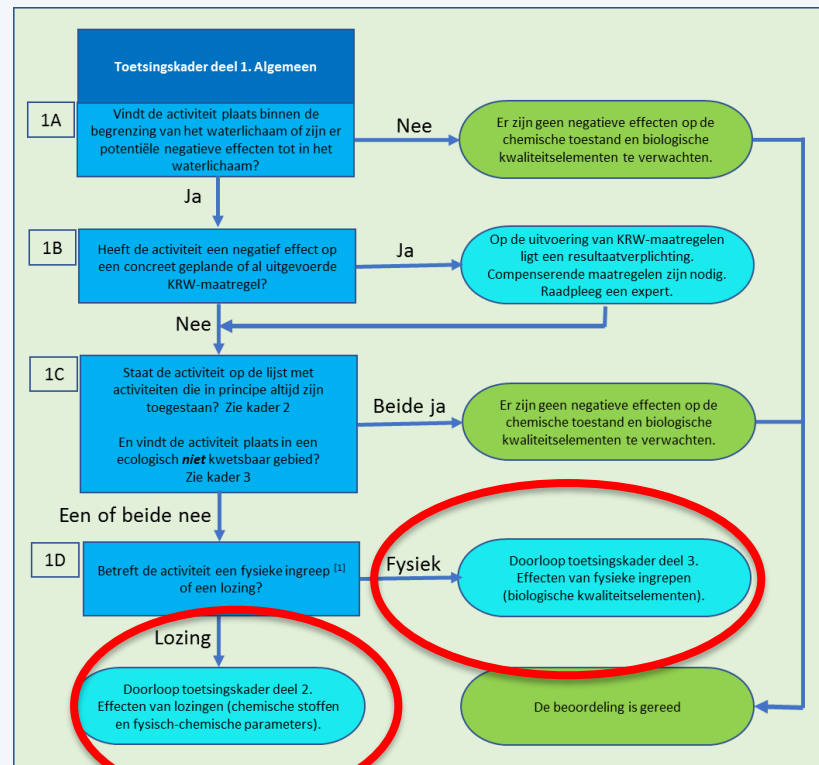 Toetsingskader deel 1. Algemeen
1A
Vindt de activiteit plaats binnen de
begrenzing van het waterlichaam of zijn er
potentiële negatieve effecten tot in het
waterlichaam?
Nee
Er zijn geen negatieve effecten op de
chemische toestand en biologische
kwaliteitselementen te verwachten.
Ja
1B
Heeft de activiteit een negatief effect op
een concreet geplande of al uitgevoerde
KRW-maatregel?
Ja
Op de uitvoering van KRW-maatregelen
ligt een resultaatverplichting.
Compenserende maatregelen zijn nodig.
Raadpleeg een expert.
Nee
1C
Staat de activiteit op de lijst met
activiteiten die in principe altijd zijn
toegestaan? Zie kader 2
En vindt de activiteit plaats in een
ecologisch niet kwetsbaar gebied?
Zie kader 3
Beide ja
Er zijn geen negatieve effecten op de
chemische toestand en biologische
kwaliteitselementen te verwachten.
Een of beide nee
1D
Betreft de activiteit een fysieke ingreep [1]
of een lozing?
Fysiek
Doorloop toetsingskader deel 3.
Effecten van fysieke ingrepen
(biologische kwaliteitselementen).
Lozing
Doorloop toetsingskader deel 2.
Effecten van lozingen (chemische stoffen
en fysisch-chemische parameters).
De beoordeling is gereed